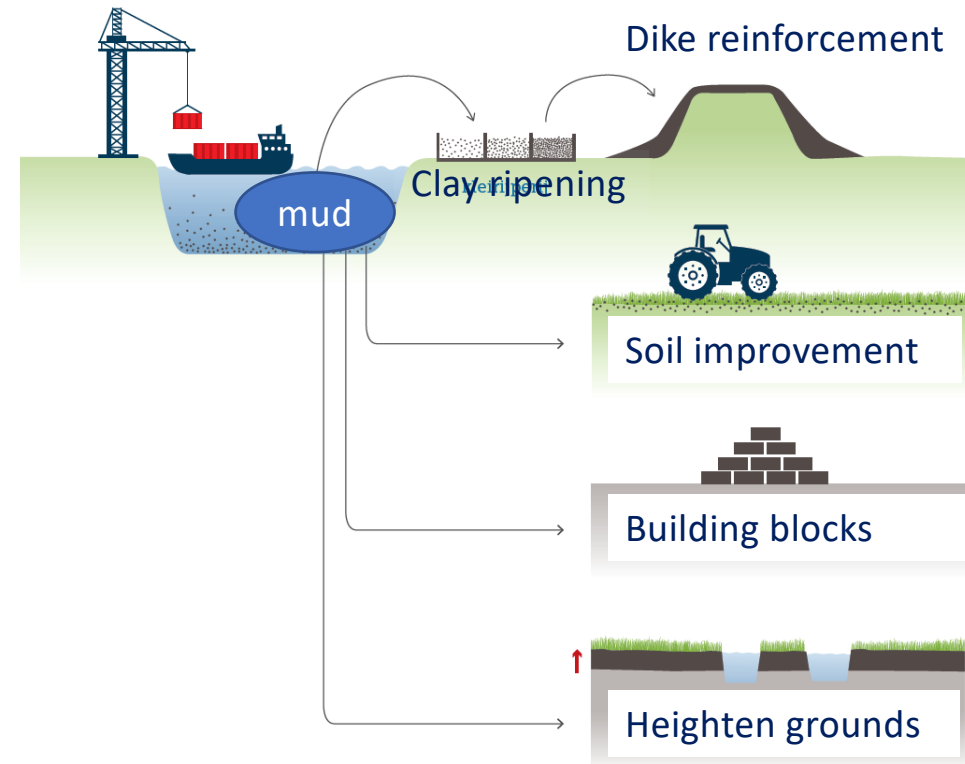 Dike reinforcement
Clay ripening
mud
Soil improvement
Building blocks
Heighten grounds